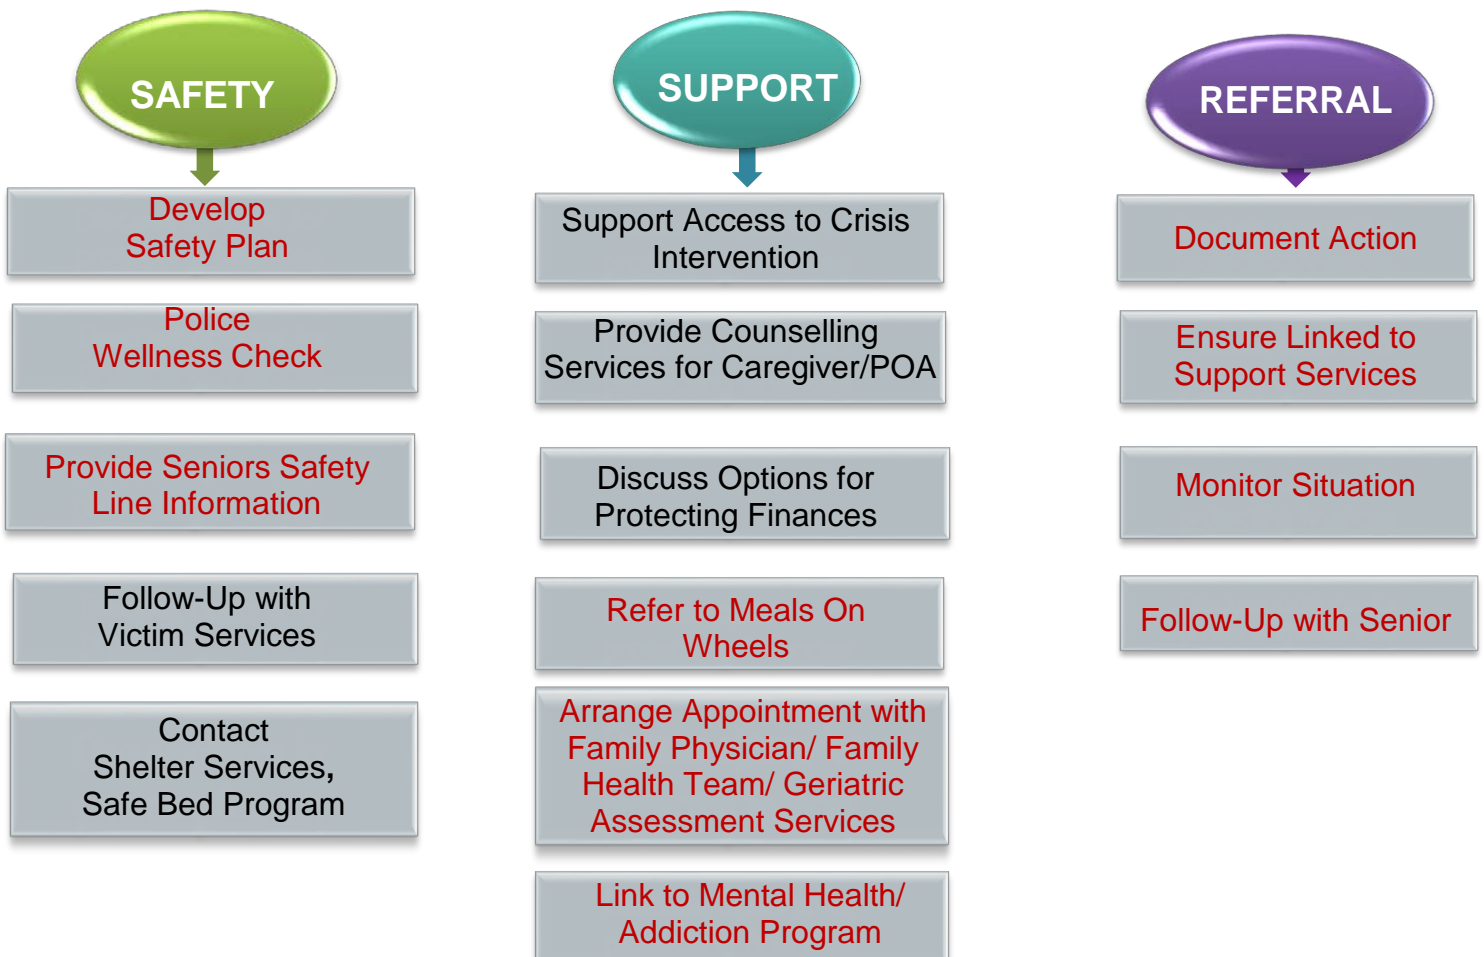 SAFETY
Develop
Safety Plan
Police
Wellness Check
Provide Seniors Safety
Line Information
Follow-Up with
Victim Services
Contact
Shelter Services,
Safe Bed Program
SUPPORT
Support Access to Crisis
Intervention
Provide Counselling
Services for Caregiver/POA
Discuss Options for
Protecting Finances
Refer to Meals On
Wheels
Arrange Appointment with
Family Physician/ Family
Health Team/ Geriatric
Assessment Services
Link to Mental Health/
Addiction Program
REFERRAL
Document Action
Ensure Linked to
Support Services
Monitor Situation
Follow-Up with Senior